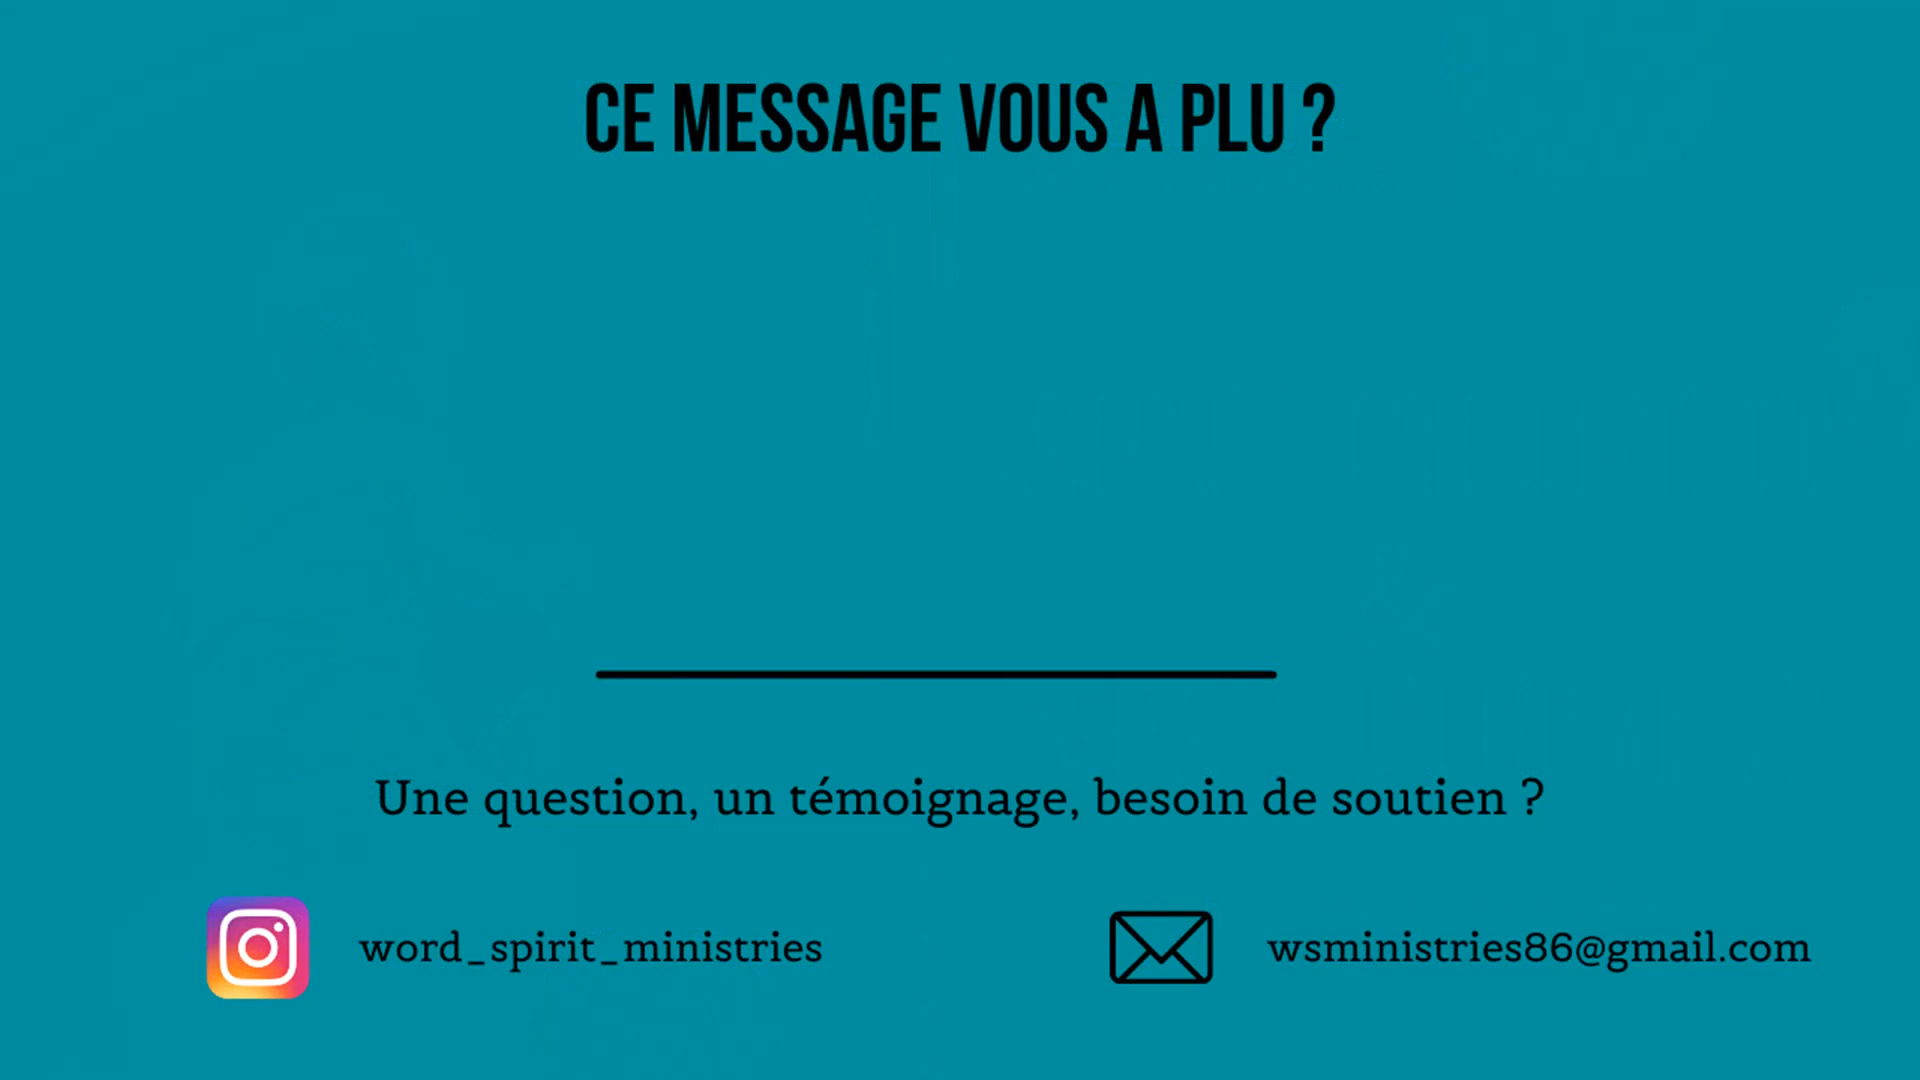 CE MESSAGE VOUS A PLU ?
Une question, un témoignage, besoin de soutien ?
word_spirit_ministries
wsministries86@gmail.com